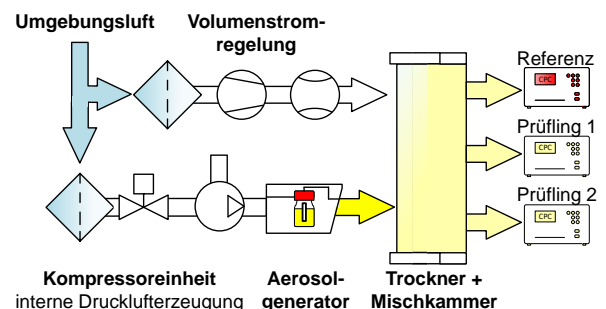 Umgebungsluft
Volumenstrom-
regelung
Referenz
CPC
Prüfling 1
CPC
Prüfling 2
CPC
Kompressoreinheit
interne Drucklufterzeugung
Aerosol-
generator
Trockner +
Mischkammer